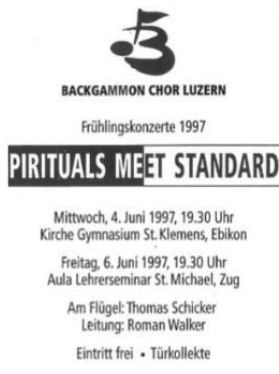 BACKGAMMON CHOR LUZERN
Frühlingskonzerte 1997
PIRITUALS MEET STANDARD
Mittwoch, 4. Juni 1997, 19.30 Uhr
Kirche Gymnasium St. Klemens, Ebikon
Freitag, 6. Juni 1997, 19.30 Uhr
Aula Lehrerseminar St. Michael, Zug
Am Flügel: Thomas Schicker
Leitung: Roman Walker
Eintritt frei • Türkollekte